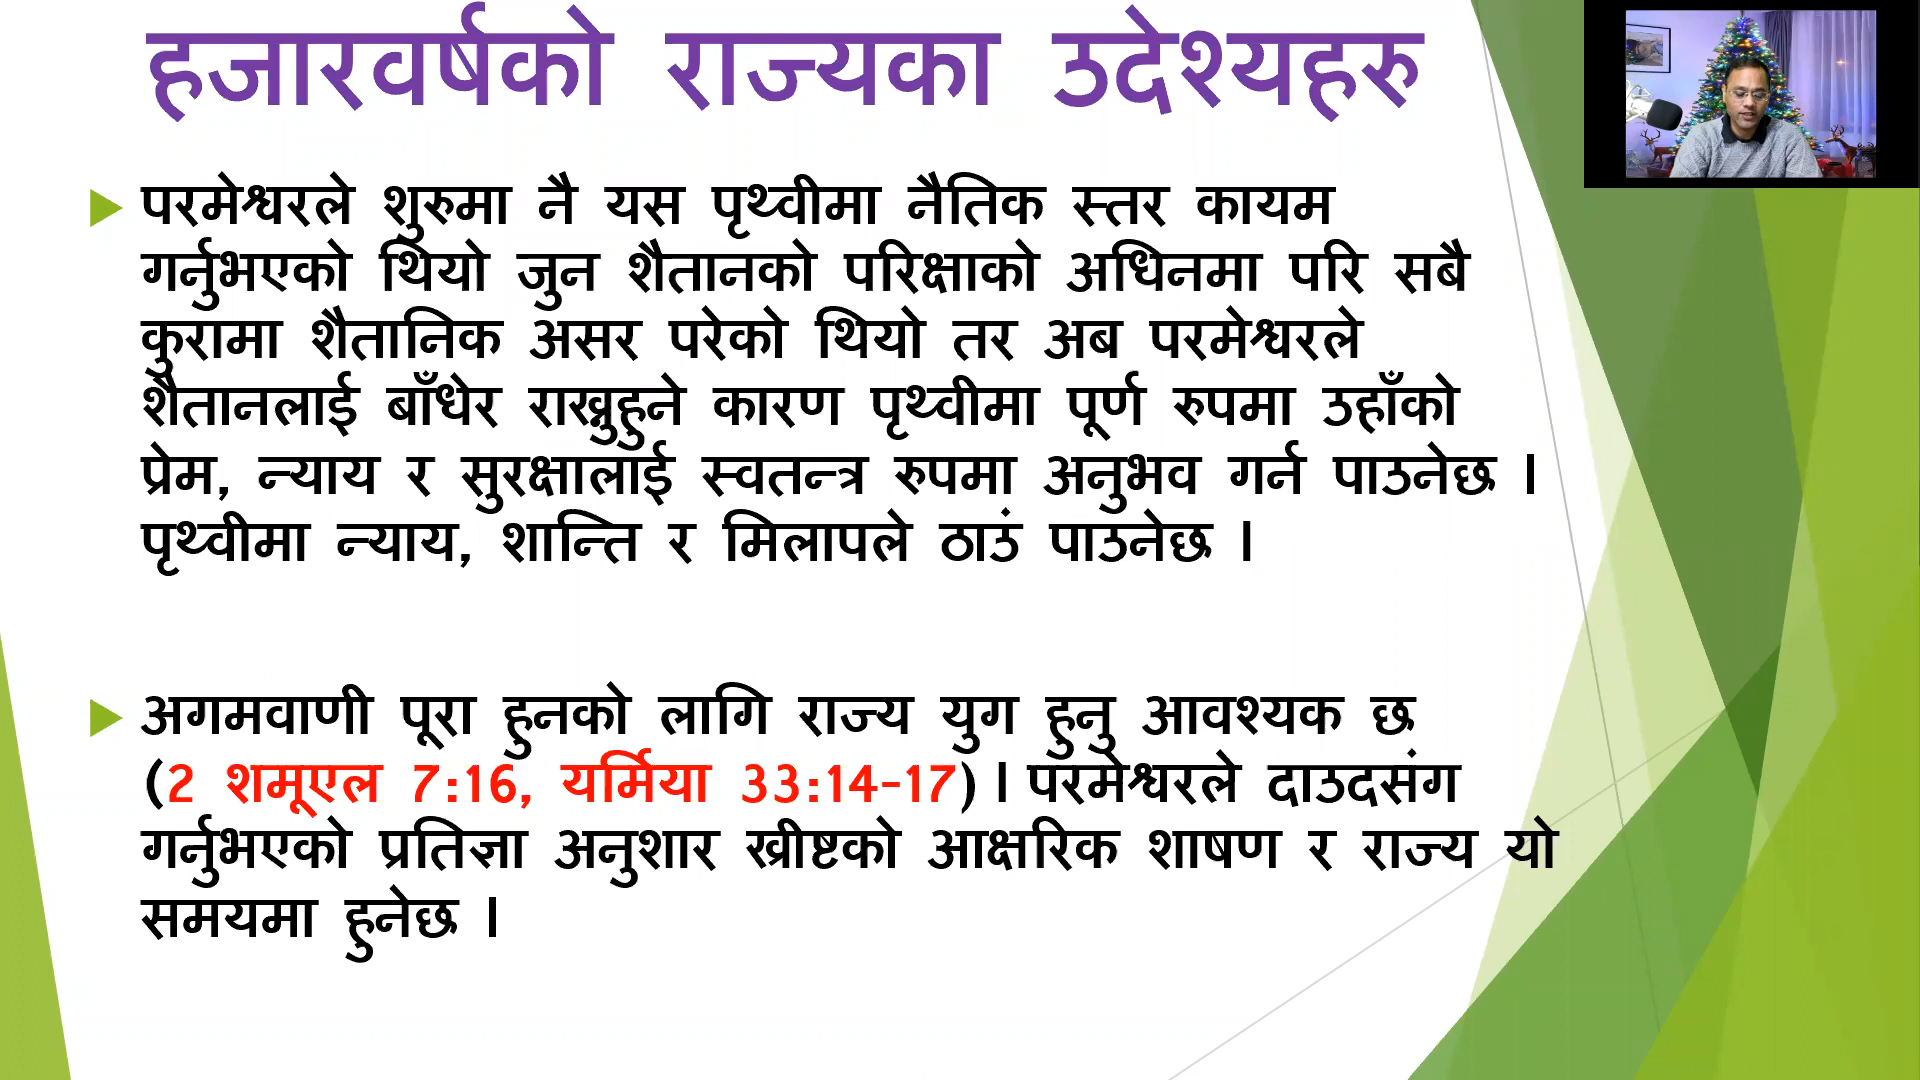 हजारवर्षको राज्यका उदेश्यहरु
परमेश्वरले शुरुमा नै यस पृथ्वीमा नैतिक स्तर कायम
गर्नुभएको थियो जुन शैतानको परिक्षाको अधिनमा परि सबै
कुरामा शैतानिक असर परेको थियो तर अब परमेश्वरले
शैतानलाई बाँधेर राख्नुहुने कारण पृथ्वीमा पूर्ण रुपमा उहाँको
प्रेम, न्याय र सुरक्षालाई स्वतन्त्र रुपमा अनुभव गर्न पाउनेछ ।
पृथ्वीमा न्याय, शान्ति र मिलापले ठाउं पाउनेछ ।
अगमवाणी पूरा हुनको लागि राज्य युग हुनु आवश्यक छ
(2 शमूएल 7:16, यर्मिया 33:14-17) । परमेश्वरले दाउदसंग
गर्नुभएको प्रतिज्ञा अनुशार ख्रीष्टको आक्षरिक शाषण र राज्य यो
समयमा हुनेछ ।